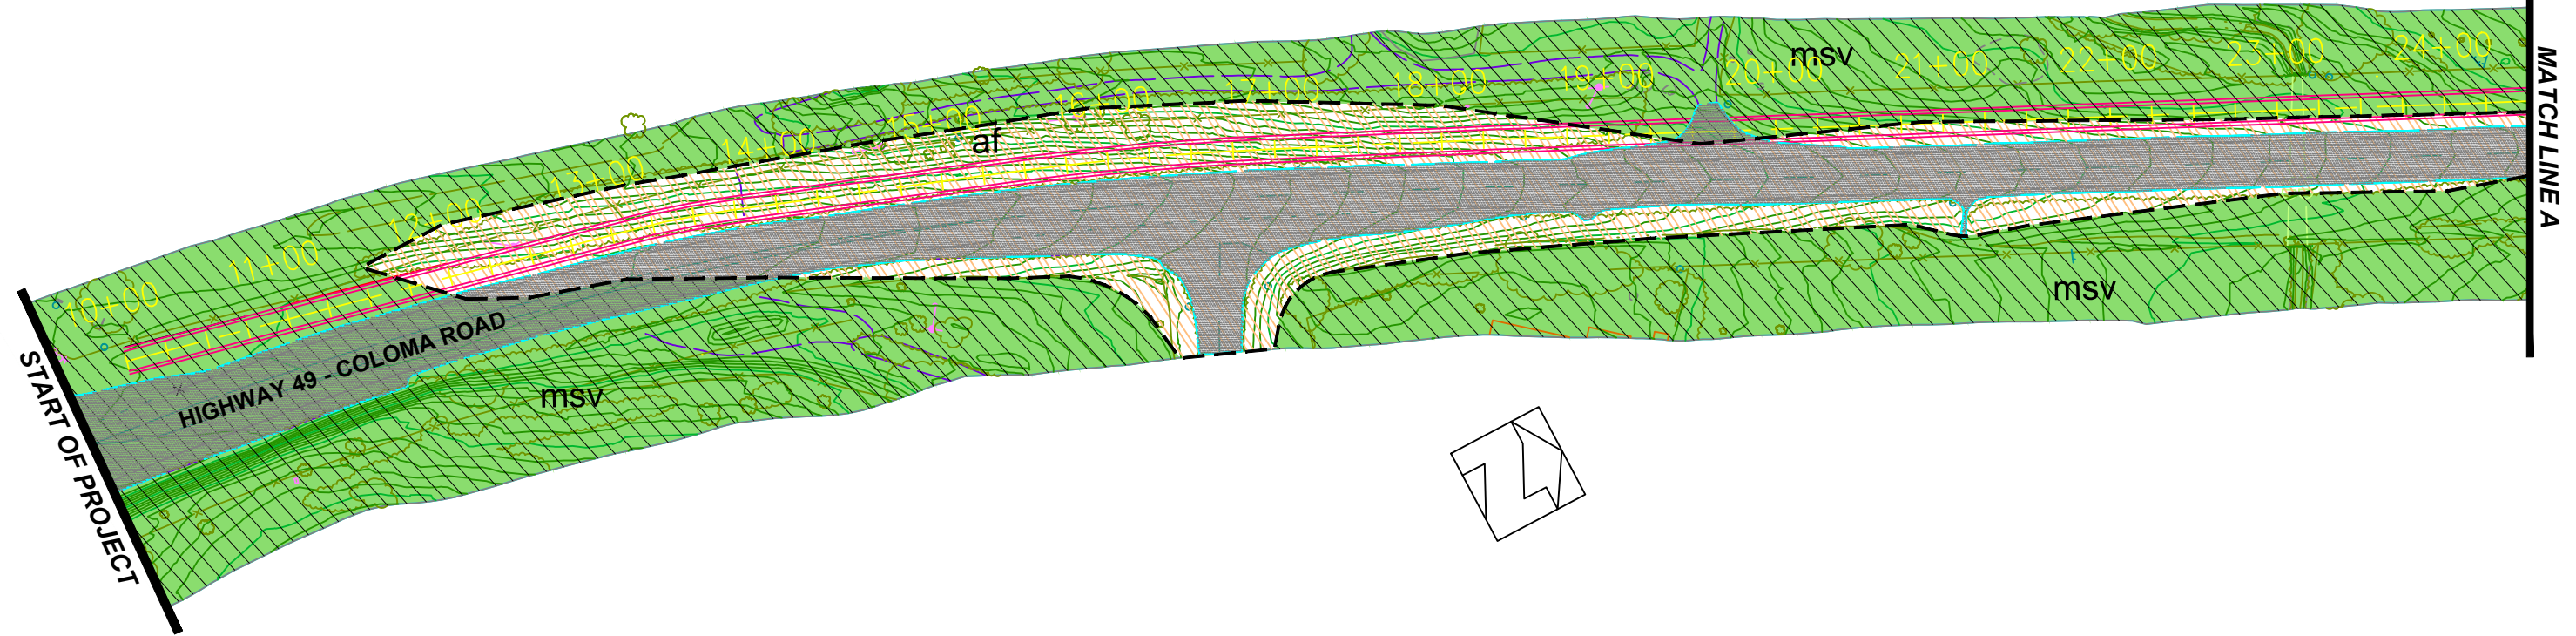 10+00
11+00
12+00
13+00
14+00
15+00
16+00
17+00
18+00
19+00
20+00
21+00
22+00
23+00
24+00
msv
af
HIGHWAY 49 - COLOMA ROAD
msv
msv
START OF PROJECT
MATCH LINE A